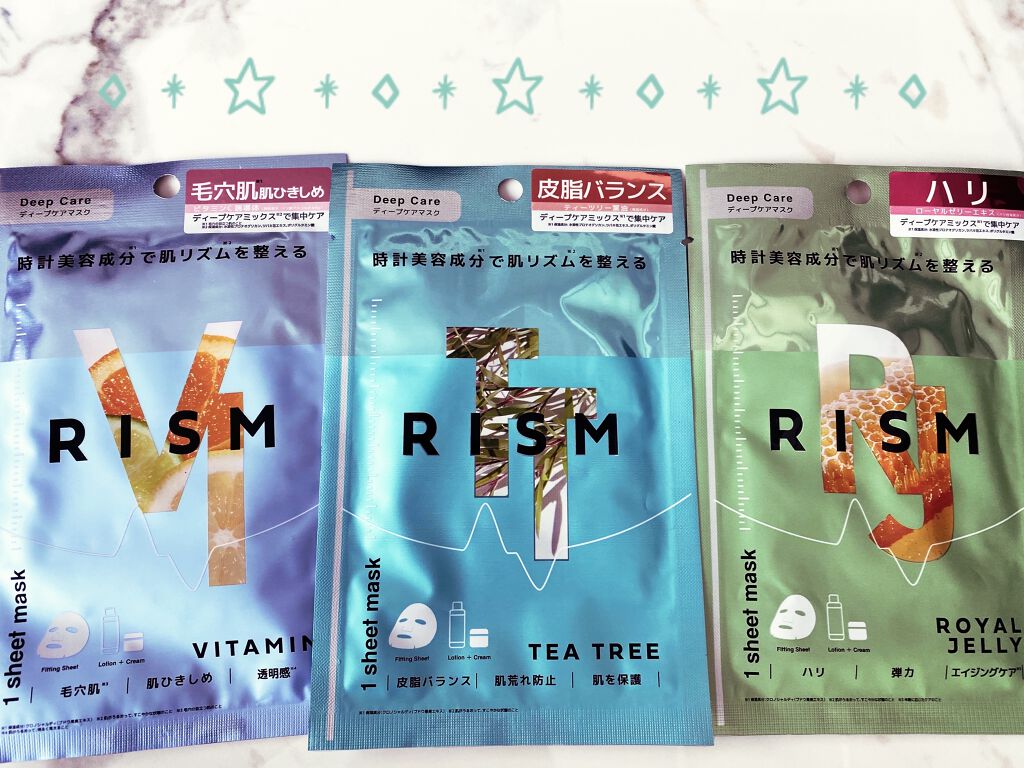 Deep Care
ディープケアマスク
毛穴肌 肌ひきしめ
ディープケアミックス※1で集中ケア
時計美容成分で肌リズムを整える
RISM
1 sheet mask
Fitting Sheet
Lotion + Cream
VITAMIN
毛穴肌※3
肌ひきしめ
透明感※4
Deep Care
ディープケアマスク
皮脂バランス
ディープケアミックス※1で集中ケア
時計美容成分※1で肌リズム※2を整える
RISM
1 sheet mask
Fitting Sheet
Lotion + Cream
TEA TREE
皮脂バランス
肌荒れ防止
肌を保護
Deep Care
ディープケアマスク
ハリ
ローヤルゼリーエキス
ディープケアミックス※1で集中ケア
時計美容成分※1で肌リズム※2を整える
RISM
1 sheet mask
Fitting Sheet
Lotion + Cream
ROYAL
JELLY
ハリ
弾力
エイジングケア